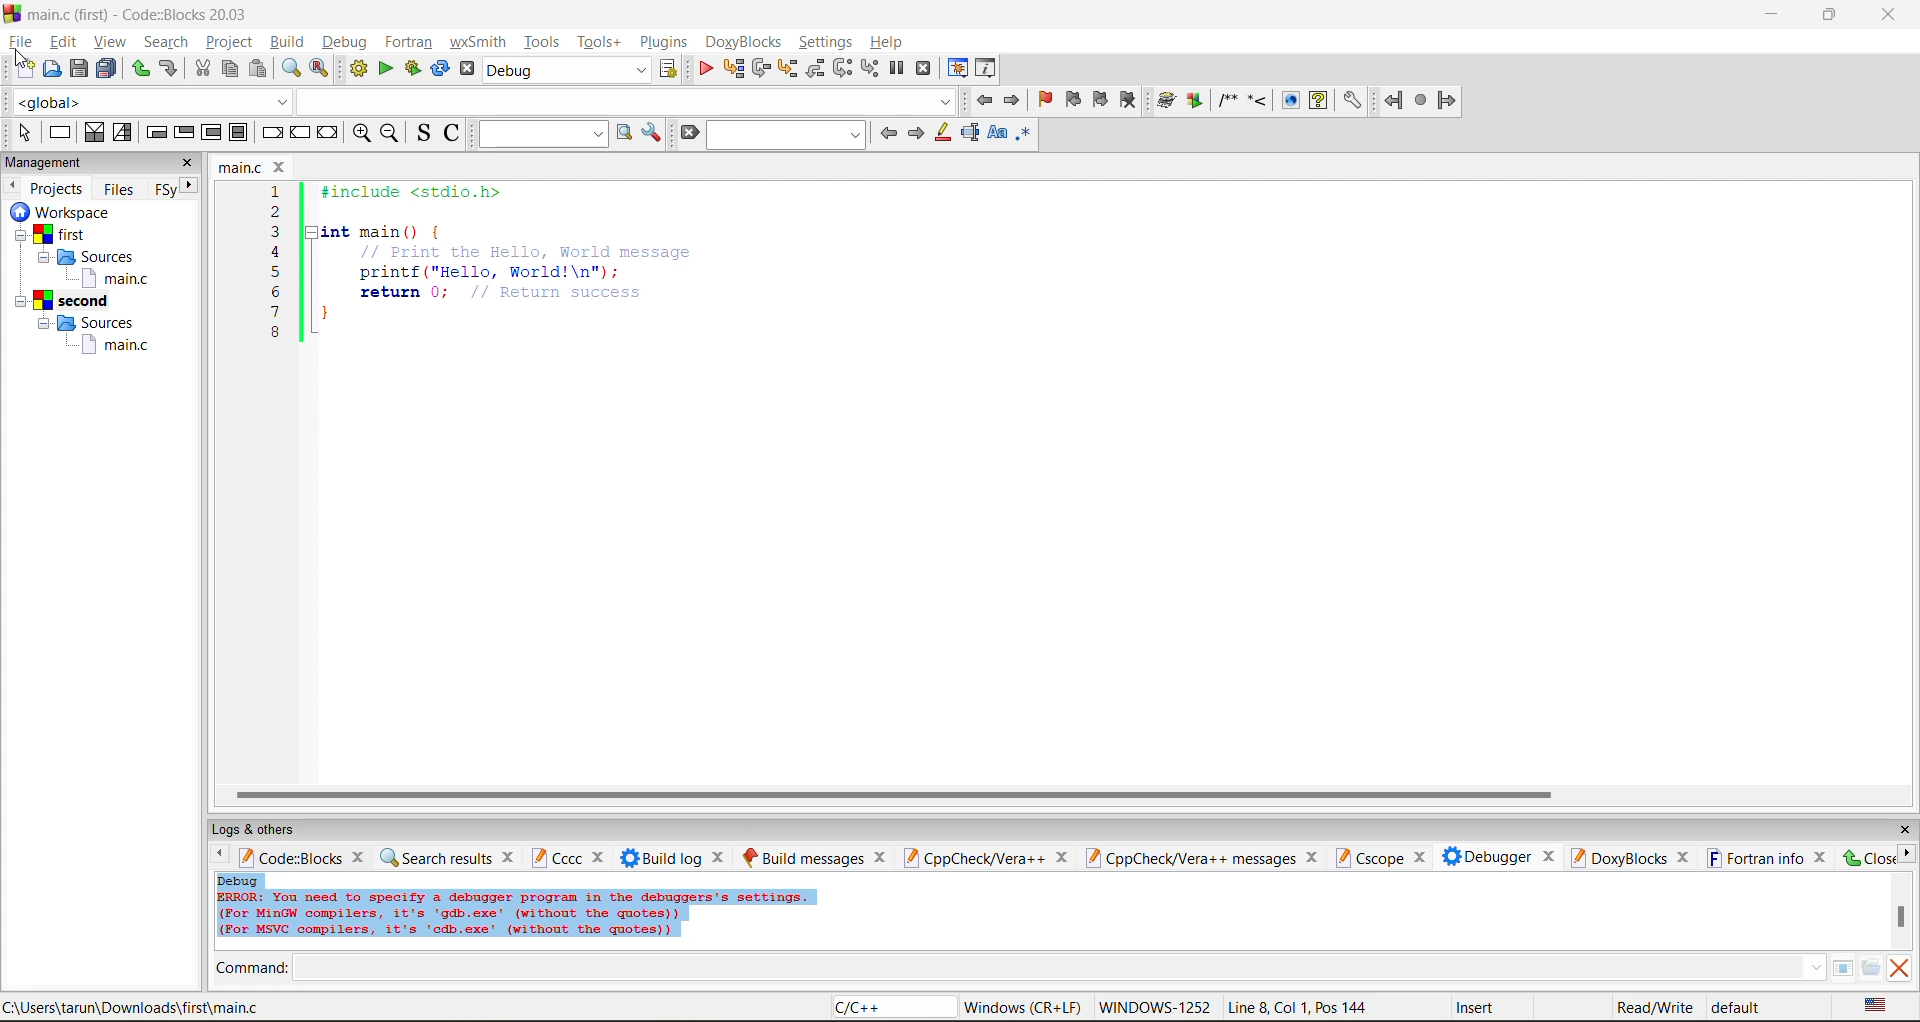 main.c (first) - Code::Blocks 20.03
File Edit View Search Project Build Debug Fortran wxSmith Tools Tools+ Plugins DoxyBlocks Settings Help
Debug
<global>
/** *<
S C
Aa .*
Management
Projects Files FSy
Workspace
first
Sources
main.c
second
Sources
main.c
main.c
1 #include <stdio.h>
2
3 int main() {
4 // Print the Hello, World message
5 printf("Hello, World!\n");
6 return 0; // Return success
7 }
8
Logs & others
Code::Blocks Search results Cccc Build log Build messages CppCheck/Vera++ CppCheck/Vera++ messages Cscope Debugger DoxyBlocks Fortran info Close
Debug
ERROR: You need to specify a debugger program in the debuggers's settings.
(For MinGW compilers, it's 'gdb.exe' (without the quotes))
(For MSVC compilers, it's 'cdb.exe' (without the quotes))
Command:
C:\Users\tarun\Downloads\first\main.c C/C++ Windows (CR+LF) WINDOWS-1252 Line 8, Col 1, Pos 144 Insert Read/Write default